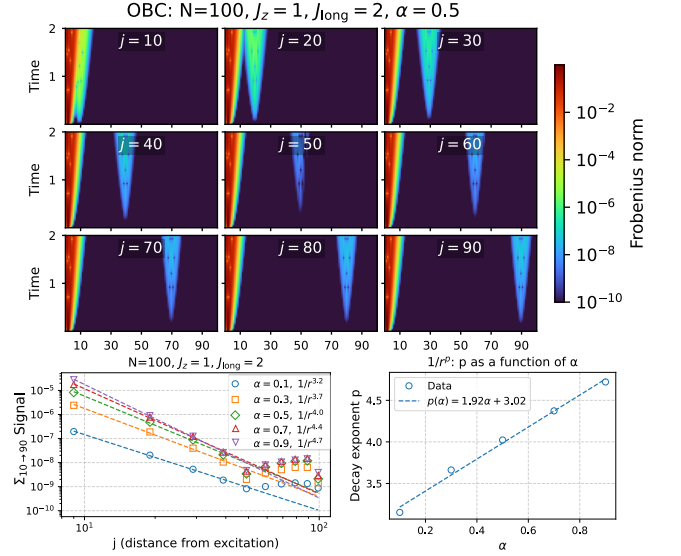 OBC: N=100, J_z = 1, J_long = 2, α = 0.5
j = 10
j = 20
j = 30
2
1
Time
j = 40
j = 50
j = 60
2
1
Time
j = 70
j = 80
j = 90
2
1
Time
10 30 50 70 90
10 30 50 70 90
10 30 50 70 90
10^−2
10^−4
10^−6
10^−8
10^−10
Frobenius norm
N=100, J_z = 1, J_long = 2
10^−5
10^−6
10^−7
10^−8
10^−9
10^−10
Σ_10→90 Signal
α = 0.1, 1/r^3.2
α = 0.3, 1/r^3.7
α = 0.5, 1/r^4.0
α = 0.7, 1/r^4.4
α = 0.9, 1/r^4.7
10^1
10^2
j (distance from excitation)
1/r^p: p as a function of α
Data
p(α) = 1.92α + 3.02
4.5
4.0
3.5
Decay exponent p
0.2 0.4 0.6 0.8
α